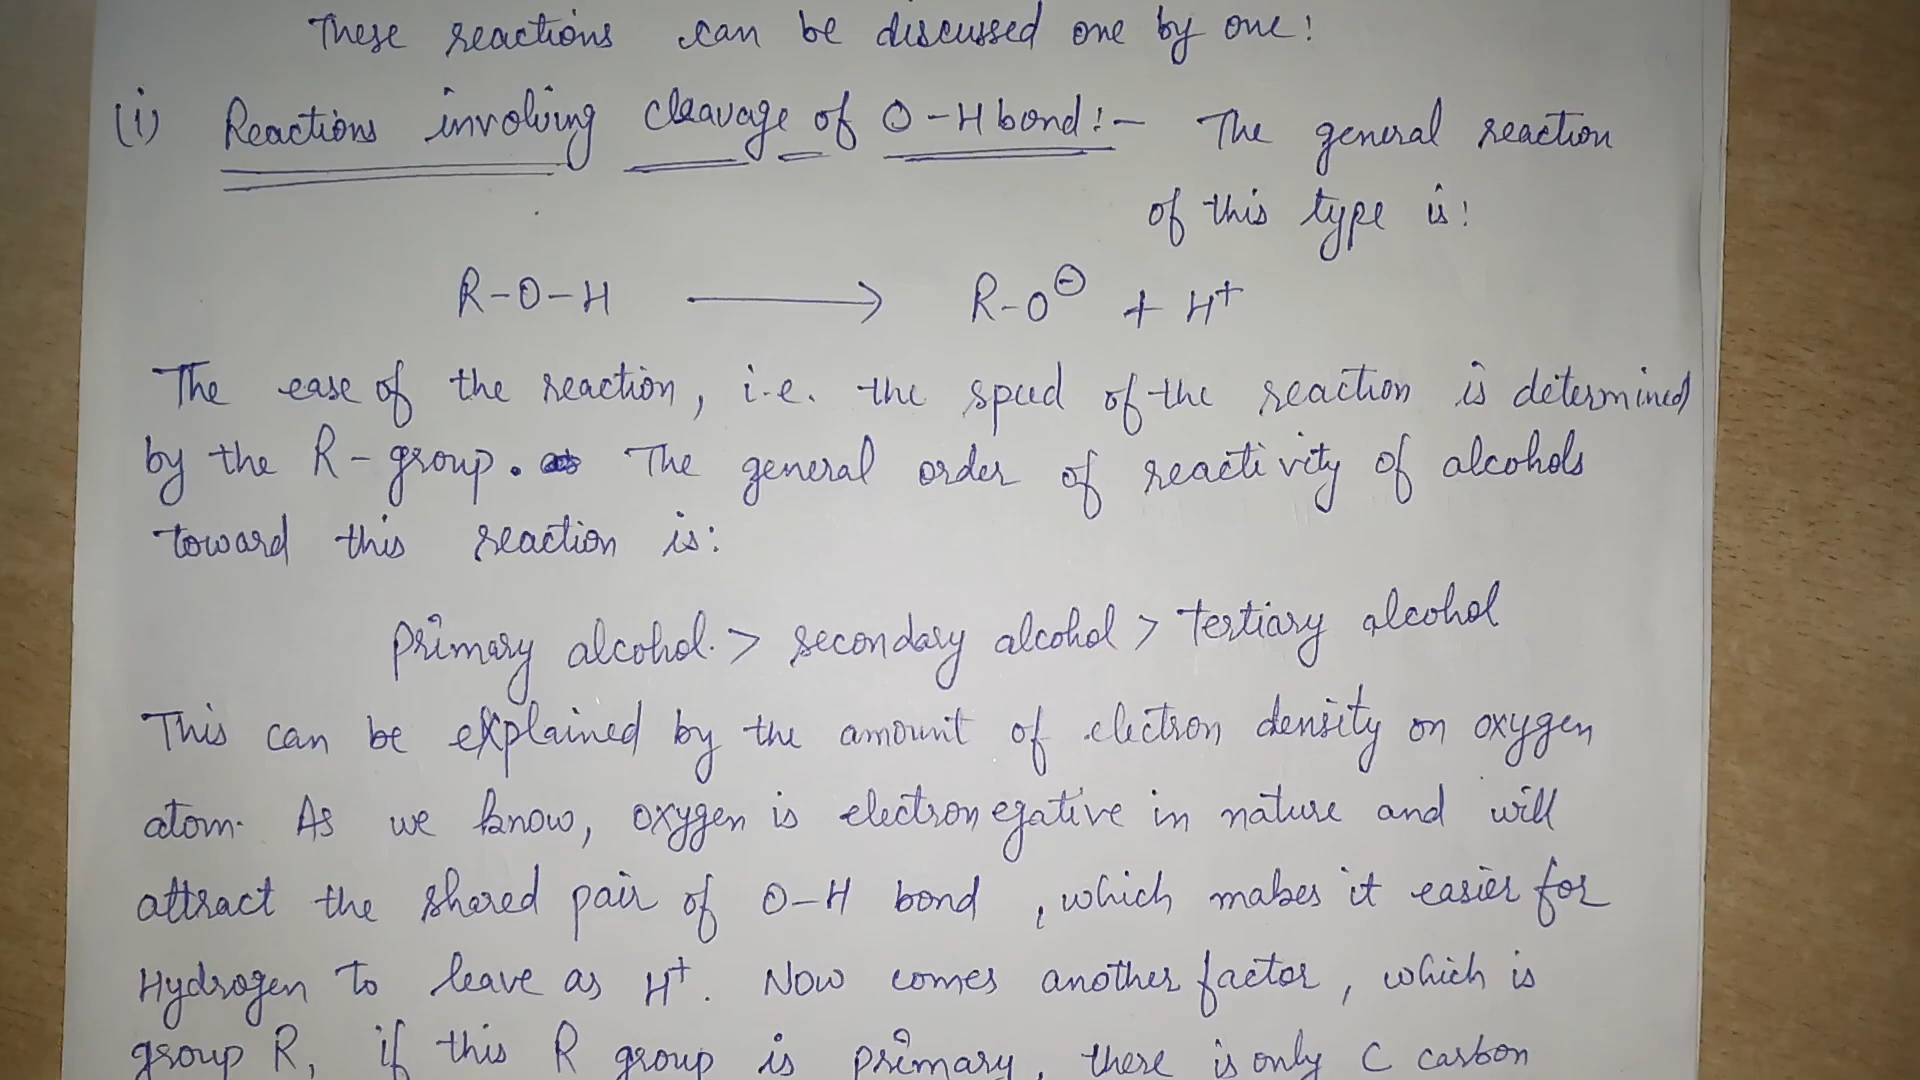 These reactions can be discussed one by one:
(i) Reactions involving cleavage of O-H bond:- The general reaction
of this type is:
R-O-H ⟶ R-O⊖ + H⁺
The ease of the reaction, i.e. the speed of the reaction is determined
by the R-group. The general order of reactivity of alcohols
toward this reaction is:
primary alcohol. > secondary alcohol > tertiary alcohol
This can be explained by the amount of electron density on oxygen
atom. As we know, oxygen is electronegative in nature and will
attract the shared pair of O-H bond, which makes it easier for
Hydrogen to leave as H⁺. Now comes another factor, which is
group R, if this R group is primary, there is only C carbon